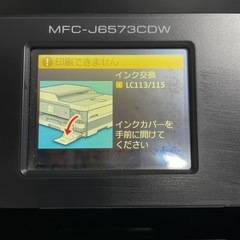 MFC-J6573CDW
印刷できません
インク交換
LC113/115
インクカバーを
手前に開けて
ください